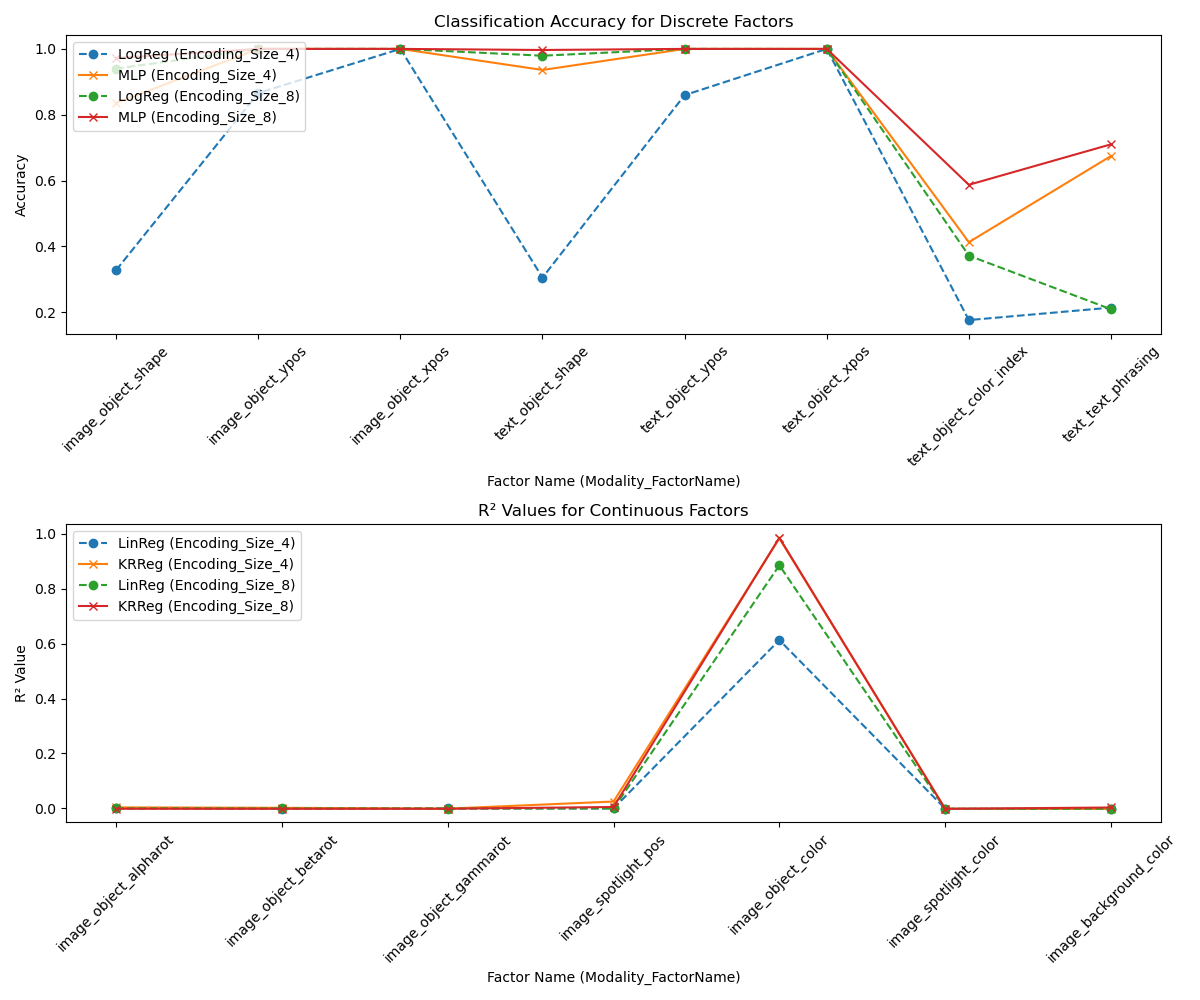 Classification Accuracy for Discrete Factors
1.0
0.8
0.6
0.4
0.2
Accuracy
LogReg (Encoding_Size_4)
MLP (Encoding_Size_4)
LogReg (Encoding_Size_8)
MLP (Encoding_Size_8)
image_object_shape
image_object_ypos
image_object_xpos
text_object_shape
text_object_ypos
text_object_xpos
text_object_color_index
text_text_phrasing
Factor Name (Modality_FactorName)
R² Values for Continuous Factors
1.0
0.8
0.6
0.4
0.2
0.0
R² Value
LinReg (Encoding_Size_4)
KRReg (Encoding_Size_4)
LinReg (Encoding_Size_8)
KRReg (Encoding_Size_8)
image_object_alpharot
image_object_betarot
image_object_gammarot
image_spotlight_pos
image_object_color
image_spotlight_color
image_background_color
Factor Name (Modality_FactorName)